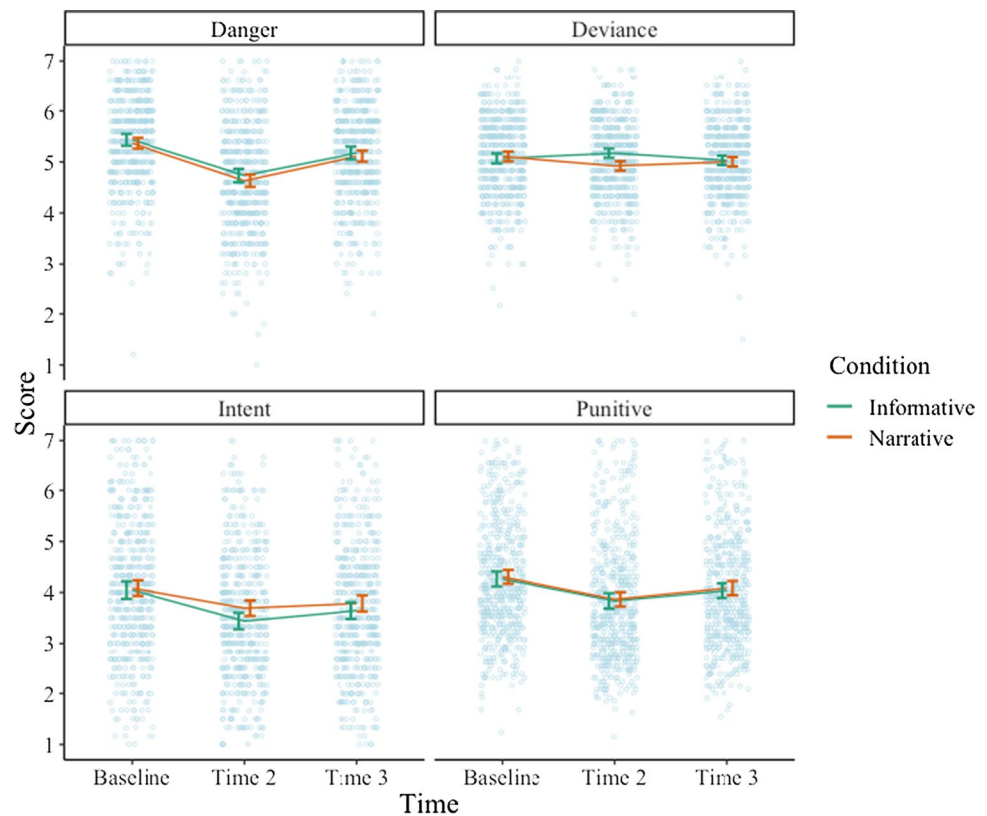 Danger Deviance
7
6
5
4
3
2
1
Score
Intent Punitive
7
6
5
4
3
2
1
Baseline Time 2 T:me 3 Baseline Time 2 Time 3
Time
Condition
Informative
Narrative